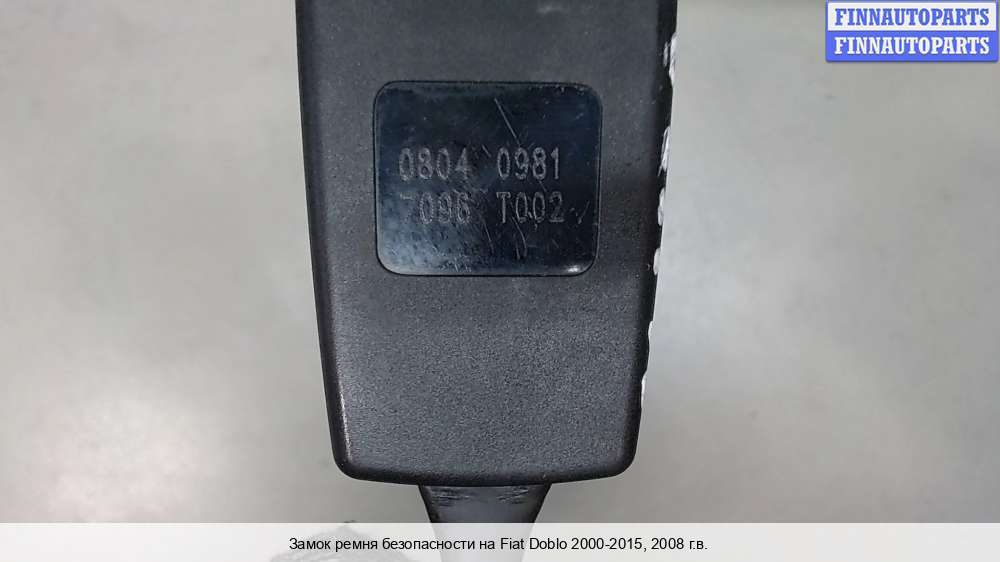 FINNAUTOPARTS
FINNAUTOPARTS
0804 0981
7096 T002
Замок ремня безопасности на Fiat Doblo 2000-2015, 2008 г.в.